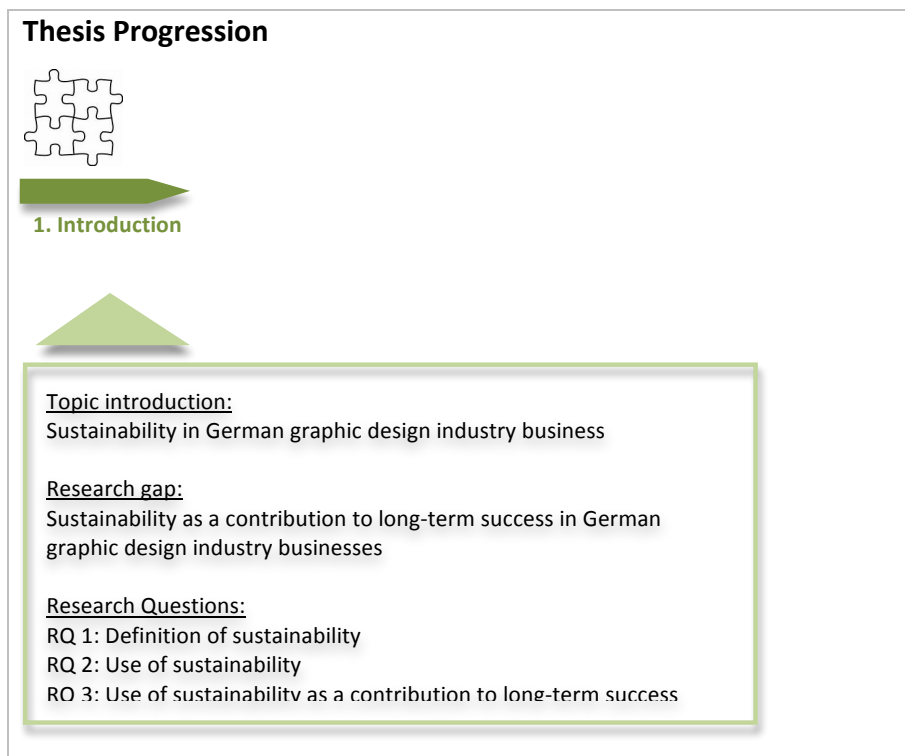 Thesis Progression
1. Introduction
Topic introduction:
Sustainability in German graphic design industry business
Research gap:
Sustainability as a contribution to long-term success in German
graphic design industry businesses
Research Questions:
RQ 1: Definition of sustainability
RQ 2: Use of sustainability
RQ 3: Use of sustainability as a contribution to long-term success